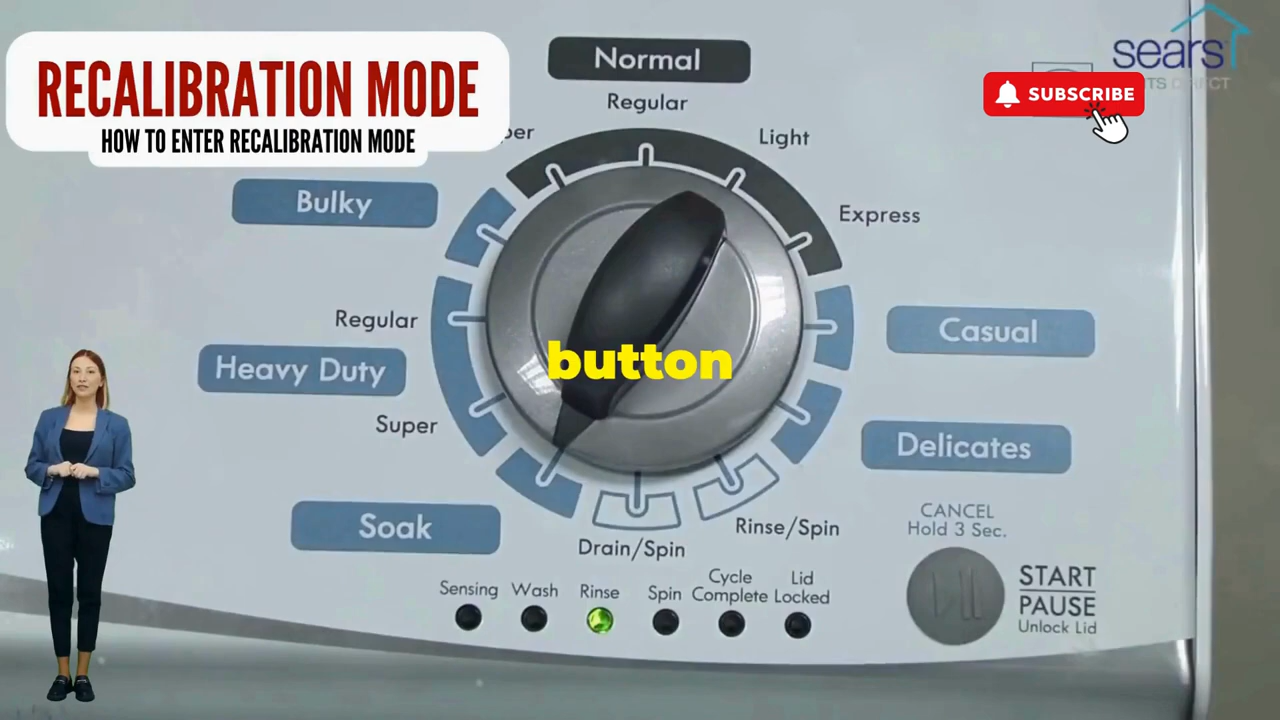 RECALIBRATION MODE
HOW TO ENTER RECALIBRATION MODE
Normal
sears
SUBSCRIBE
Regular
Light
Bulky
Express
Regular
Casual
Heavy Duty
button
Super
Delicates
Soak
Rinse/Spin
Drain/Spin
CANCEL
Hold 3 Sec.
Sensing
Wash
Rinse
Spin
Cycle
Complete
Lid
Locked
START
PAUSE
Unlock Lid